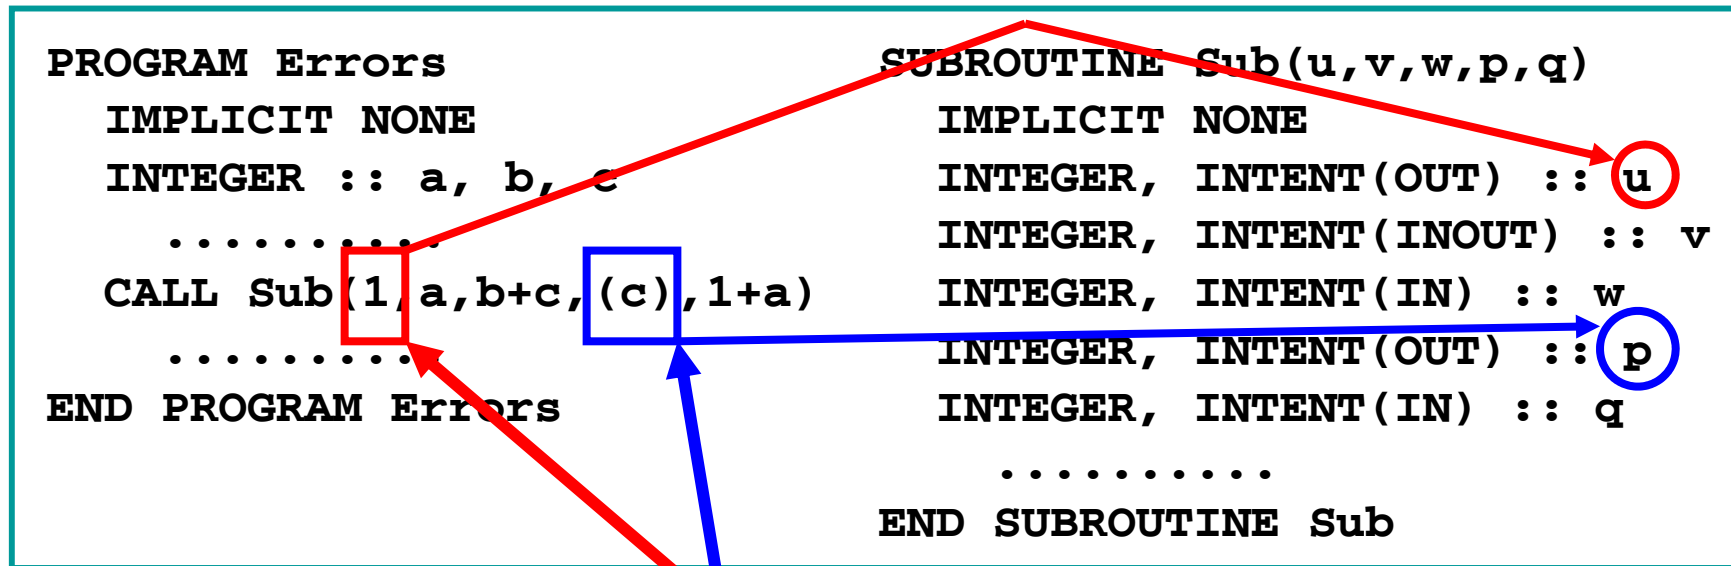 PROGRAM Errors
  IMPLICIT NONE
  INTEGER :: a, b, c
    ..........
  CALL Sub(1,a,b+c,(c),1+a)
    ..........
END PROGRAM Errors
SUBROUTINE Sub(u,v,w,p,q)
  IMPLICIT NONE
  INTEGER, INTENT(OUT) :: u
  INTEGER, INTENT(INOUT) :: v
  INTEGER, INTENT(IN) :: w
  INTEGER, INTENT(OUT) :: p
  INTEGER, INTENT(IN) :: q
    ..........
END SUBROUTINE Sub